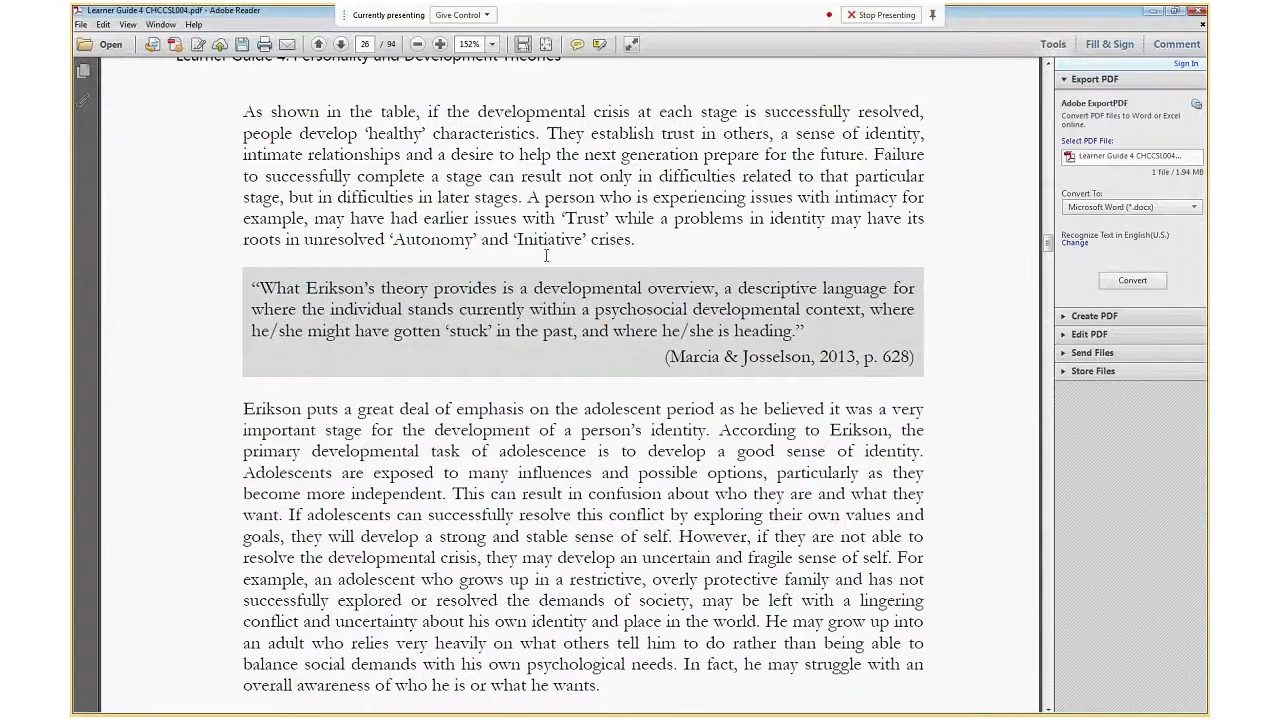 Learner Guide 4 CHCCSL004.pdf - Adobe Reader
Currently presenting
Give Control
Stop Presenting
File Edit View Window Help
Open
26 / 94
152%
Tools
Fill & Sign
Comment
Learner Guide 4: Personality and Development Theories
Sign In
Export PDF
As shown in the table, if the developmental crisis at each stage is successfully resolved,
people develop ‘healthy’ characteristics. They establish trust in others, a sense of identity,
intimate relationships and a desire to help the next generation prepare for the future. Failure
to successfully complete a stage can result not only in difficulties related to that particular
stage, but in difficulties in later stages. A person who is experiencing issues with intimacy for
example, may have had earlier issues with ‘Trust’ while a problems in identity may have its
roots in unresolved ‘Autonomy’ and ‘Initiative’ crises.
“What Erikson’s theory provides is a developmental overview, a descriptive language for
where the individual stands currently within a psychosocial developmental context, where
he/she might have gotten ‘stuck’ in the past, and where he/she is heading.”
(Marcia & Josselson, 2013, p. 628)
Erikson puts a great deal of emphasis on the adolescent period as he believed it was a very
important stage for the development of a person’s identity. According to Erikson, the
primary developmental task of adolescence is to develop a good sense of identity.
Adolescents are exposed to many influences and possible options, particularly as they
become more independent. This can result in confusion about who they are and what they
want. If adolescents can successfully resolve this conflict by exploring their own values and
goals, they will develop a strong and stable sense of self. However, if they are not able to
resolve the developmental crisis, they may develop an uncertain and fragile sense of self. For
example, an adolescent who grows up in a restrictive, overly protective family and has not
successfully explored or resolved the demands of society, may be left with a lingering
conflict and uncertainty about his own identity and place in the world. He may grow up into
an adult who relies very heavily on what others tell him to do rather than being able to
balance social demands with his own psychological needs. In fact, he may struggle with an
overall awareness of who he is or what he wants.
Adobe ExportPDF
Convert PDF files to Word or Excel
online.
Select PDF File:
Learner Guide 4 CHCCSL004...
1 file / 1.94 MB
Convert To:
Microsoft Word (*.docx)
Recognize Text in English(U.S.)
Change
Convert
Create PDF
Edit PDF
Send Files
Store Files